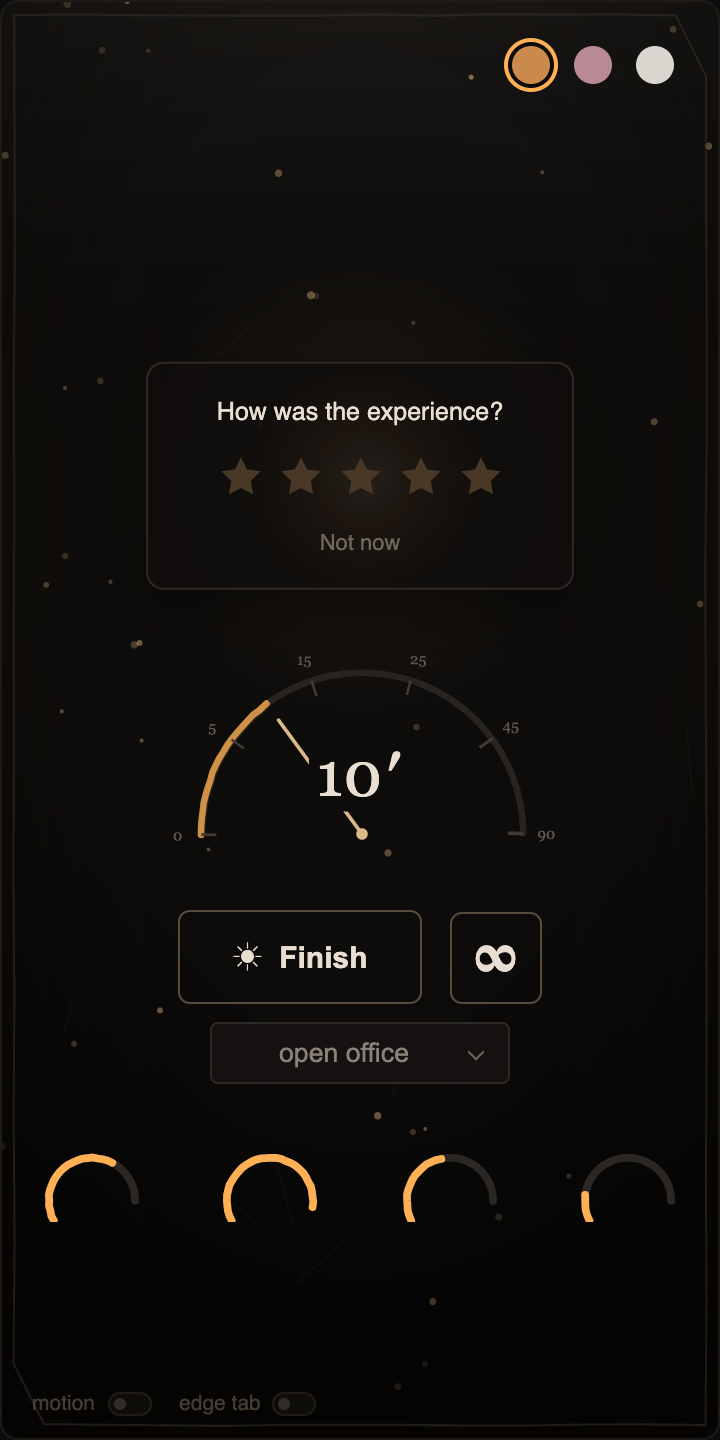 How was the experience?
Not now
15 25
5 45
10′
0 90
Finish
∞
open office
motion edge tab